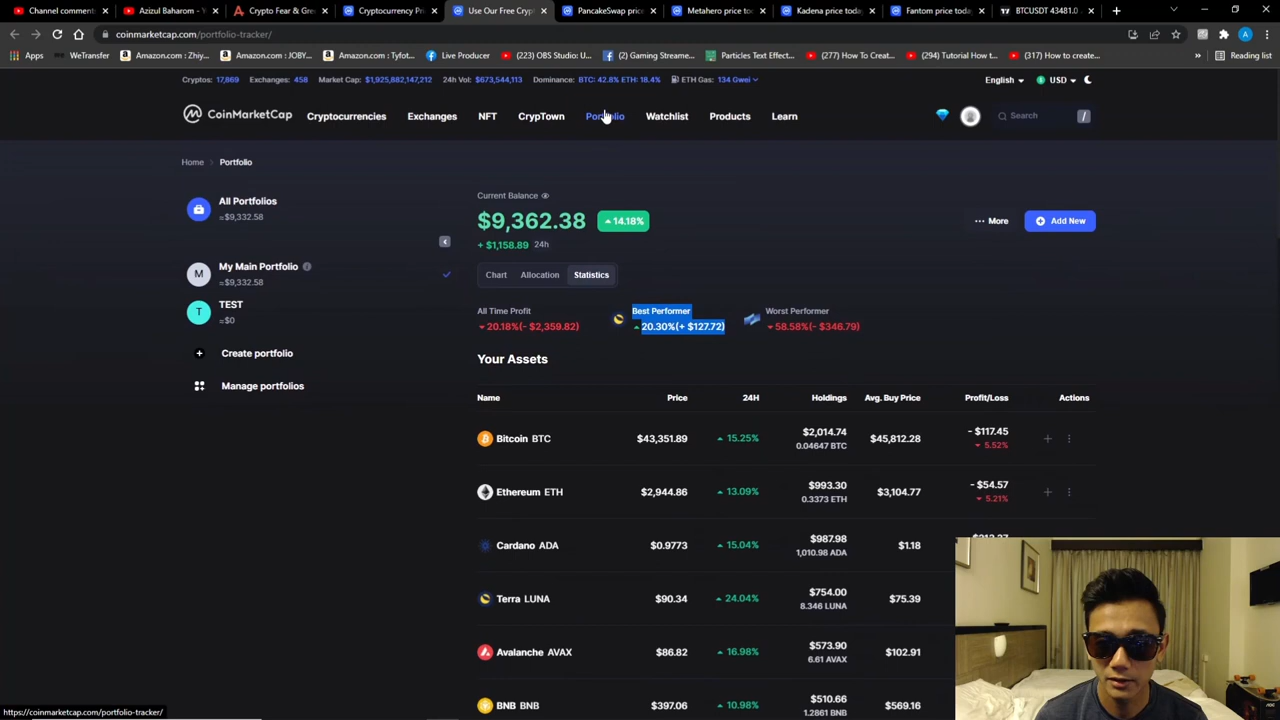 Channel comments
Azizul Baharom - Y
Crypto Fear & Gre
Cryptocurrency Pr
Use Our Free Crypt
PancakeSwap price
Metahero price to
Kadena price today
Fantom price toda
BTCUSDT 43481.0
coinmarketcap.com/portfolio-tracker/
Apps
WeTransfer
Amazon.com : Zhiy...
Amazon.com : JOBY...
Amazon.com : Tyfot...
Live Producer
(223) OBS Studio: U...
(2) Gaming Streame...
Particles Text Effect...
(277) How To Creat...
(294) Tutorial How t...
(317) How to create...
»
Reading list
Cryptos: 17,669 Exchanges: 458 Market Cap: $1,925,882,147,212 24h Vol: $673,544,113 Dominance: BTC: 42.8% ETH: 18.4% ETH Gas: 134 Gwei
English USD
CoinMarketCap Cryptocurrencies Exchanges NFT CrypTown Portfolio Watchlist Products Learn Search /
Home > Portfolio
All Portfolios
≈$9,332.58
My Main Portfolio
≈$9,332.58
TEST
≈$0
Create portfolio
Manage portfolios
Current Balance
$9,362.38 14.18%
+ $1,158.89 24h
More
Add New
Chart Allocation Statistics
All Time Profit
20.18%(- $2,359.82)
Best Performer
20.30%(+ $127.72)
Worst Performer
58.58%(- $346.79)
Your Assets
Name Price 24H Holdings Avg. Buy Price Profit/Loss Actions
Bitcoin BTC $43,351.89 15.25% $2,014.74 $45,812.28 - $117.45
0.04647 BTC 5.52%
Ethereum ETH $2,944.86 13.09% $993.30 $3,104.77 - $54.57
0.3373 ETH 5.21%
Cardano ADA $0.9773 15.04% $987.98 $1.18
1,010.98 ADA
Terra LUNA $90.34 24.04% $754.00 $75.39
8.346 LUNA
Avalanche AVAX $86.82 16.98% $573.90 $102.91
6.61 AVAX
BNB BNB $397.06 10.98% $510.66 $569.16
1.2861 BNB
https://coinmarketcap.com/portfolio-tracker/